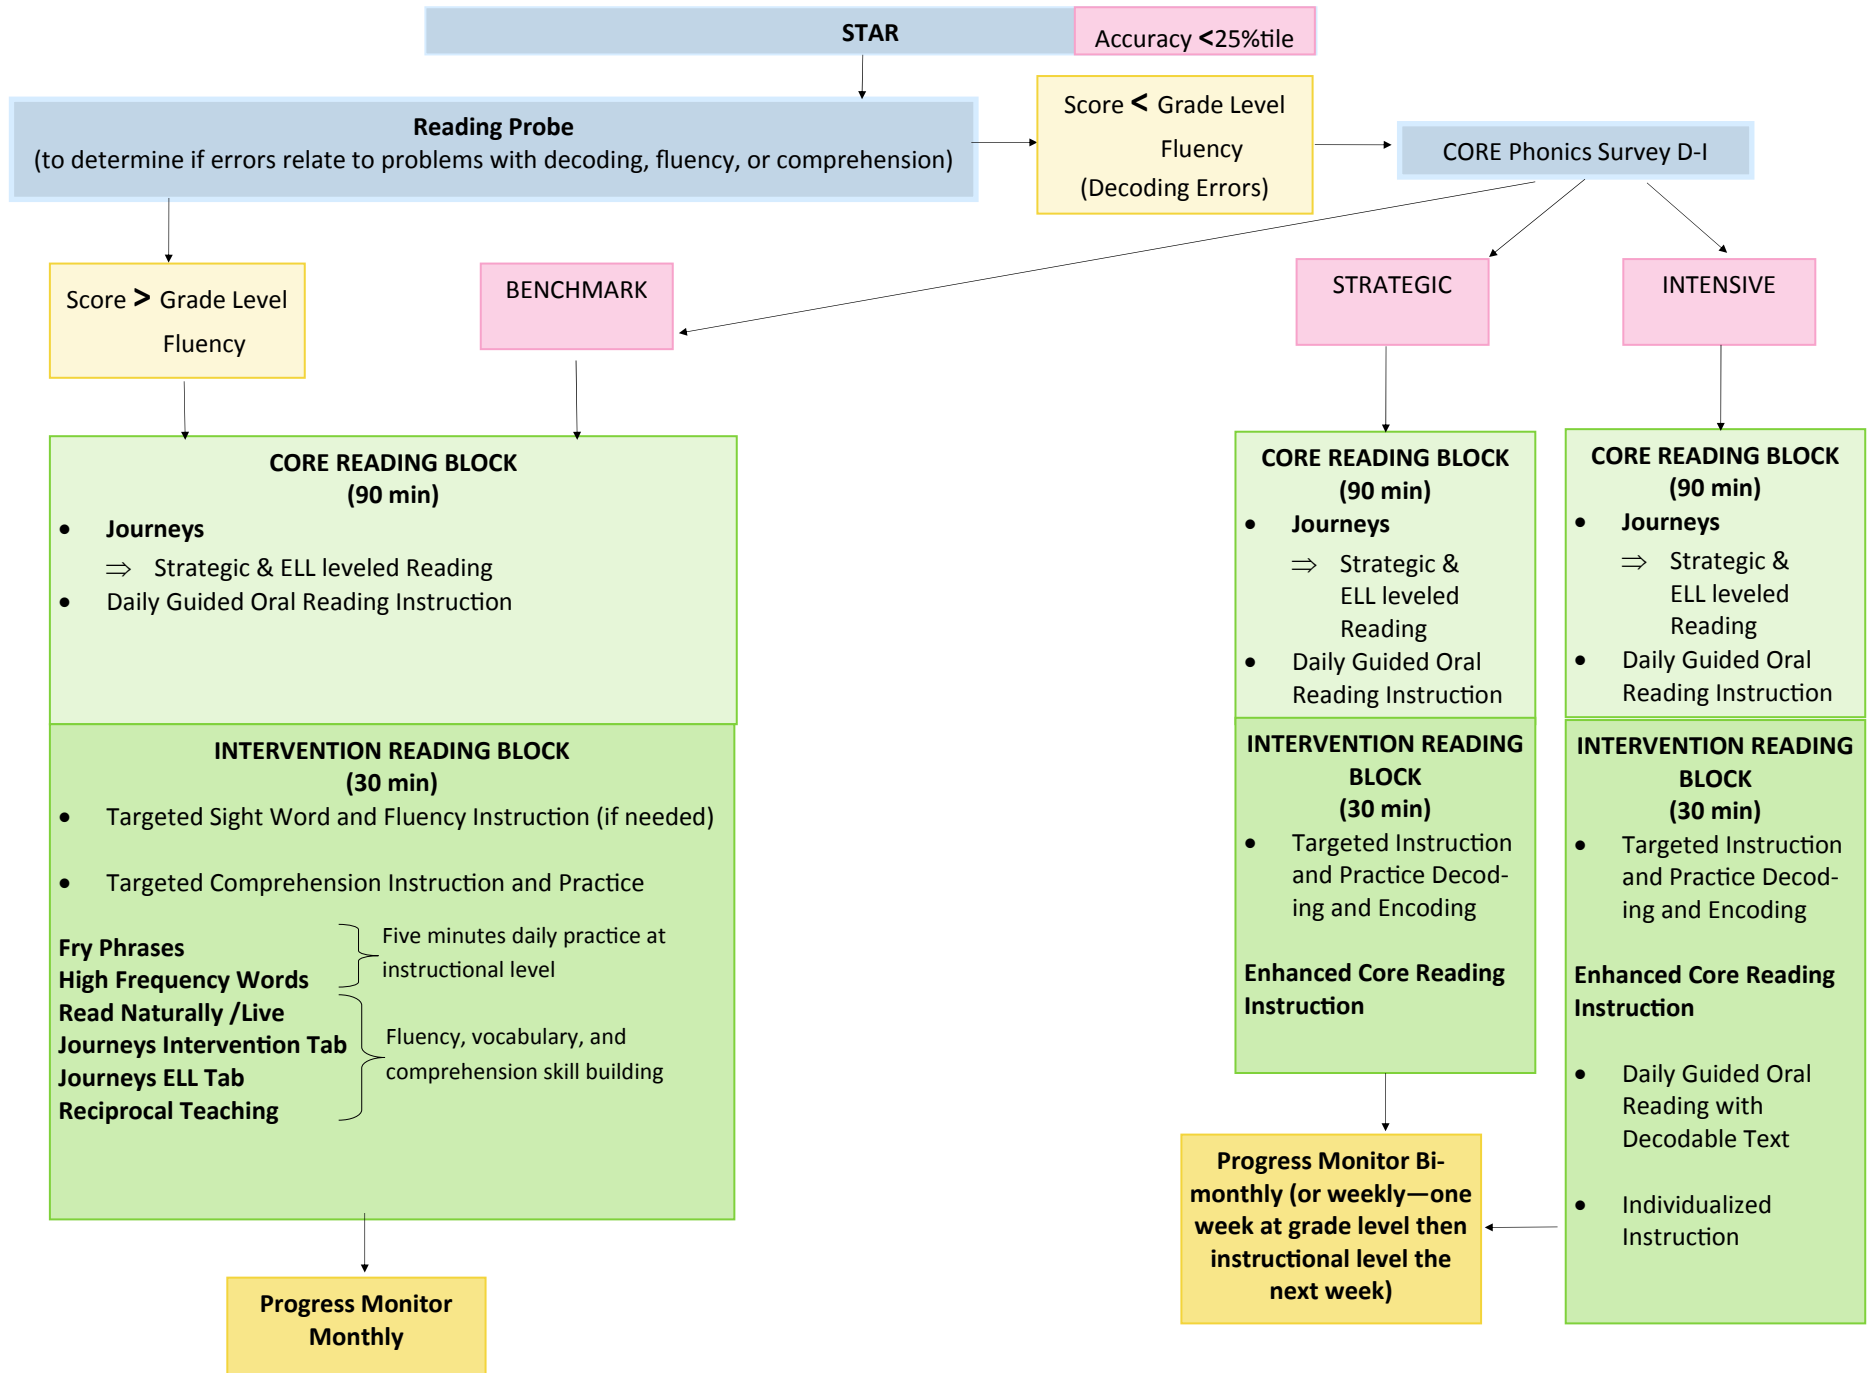 STAR
Accuracy <25%tile
Reading Probe
(to determine if errors relate to problems with decoding, fluency, or comprehension)
Score < Grade Level
Fluency
(Decoding Errors)
CORE Phonics Survey D-I
Score > Grade Level
Fluency
BENCHMARK
STRATEGIC
INTENSIVE
CORE READING BLOCK
(90 min)
• Journeys
⇒ Strategic & ELL leveled Reading
• Daily Guided Oral Reading Instruction
INTERVENTION READING BLOCK
(30 min)
• Targeted Sight Word and Fluency Instruction (if needed)
• Targeted Comprehension Instruction and Practice
Fry Phrases
High Frequency Words
Five minutes daily practice at
instructional level
Read Naturally /Live
Journeys Intervention Tab
Journeys ELL Tab
Reciprocal Teaching
Fluency, vocabulary, and
comprehension skill building
Progress Monitor
Monthly
CORE READING BLOCK
(90 min)
• Journeys
⇒ Strategic &
ELL leveled
Reading
• Daily Guided Oral
Reading Instruction
INTERVENTION READING
BLOCK
(30 min)
• Targeted Instruction
and Practice Decod-
ing and Encoding
Enhanced Core Reading
Instruction
Progress Monitor Bi-
monthly (or weekly—one
week at grade level then
instructional level the
next week)
CORE READING BLOCK
(90 min)
• Journeys
⇒ Strategic &
ELL leveled
Reading
• Daily Guided Oral
Reading Instruction
INTERVENTION READING
BLOCK
(30 min)
• Targeted Instruction
and Practice Decod-
ing and Encoding
Enhanced Core Reading
Instruction
• Daily Guided Oral
Reading with
Decodable Text
• Individualized
Instruction